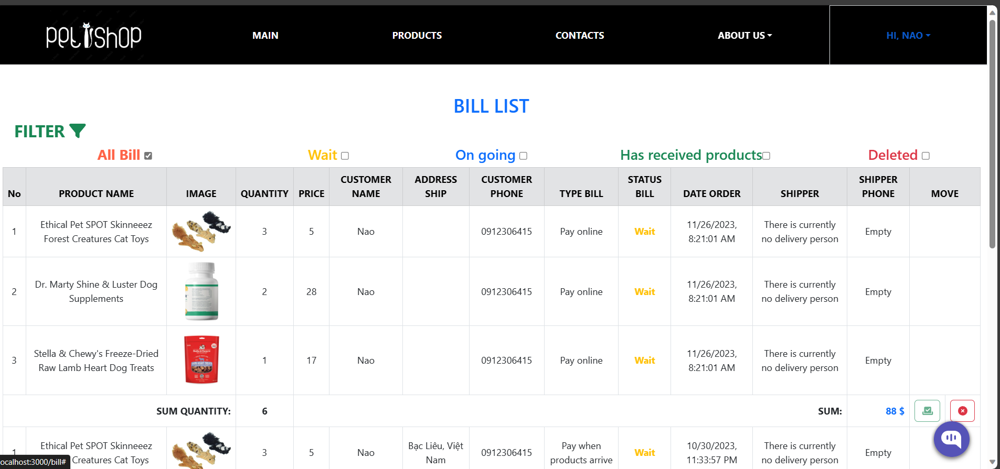 pet shop
MAIN
PRODUCTS
CONTACTS
ABOUT US
HI, NAO
BILL LIST
FILTER
All Bill
Wait
On going
Has received products
Deleted
No
PRODUCT NAME
IMAGE
QUANTITY
PRICE
CUSTOMER
NAME
ADDRESS
SHIP
CUSTOMER
PHONE
TYPE BILL
STATUS
BILL
DATE ORDER
SHIPPER
SHIPPER
PHONE
MOVE
1
Ethical Pet SPOT Skinneeez
Forest Creatures Cat Toys
3
5
Nao
0912306415
Pay online
Wait
11/26/2023,
8:21:01 AM
There is currently
no delivery person
Empty
2
Dr. Marty Shine & Luster Dog
Supplements
2
28
Nao
0912306415
Pay online
Wait
11/26/2023,
8:21:01 AM
There is currently
no delivery person
Empty
3
Stella & Chewy's Freeze-Dried
Raw Lamb Heart Dog Treats
1
17
Nao
0912306415
Pay online
Wait
11/26/2023,
8:21:01 AM
There is currently
no delivery person
Empty
SUM QUANTITY:
6
SUM:
88 $
1
Ethical Pet SPOT Skinneeez
Creatures Cat Toys
3
5
Nao
Bạc Liêu, Việt
Nam
0912306415
Pay when
products arrive
Wait
10/30/2023,
11:33:57 PM
There is currently
no delivery person
Empty
ocalhost:3000/bill#